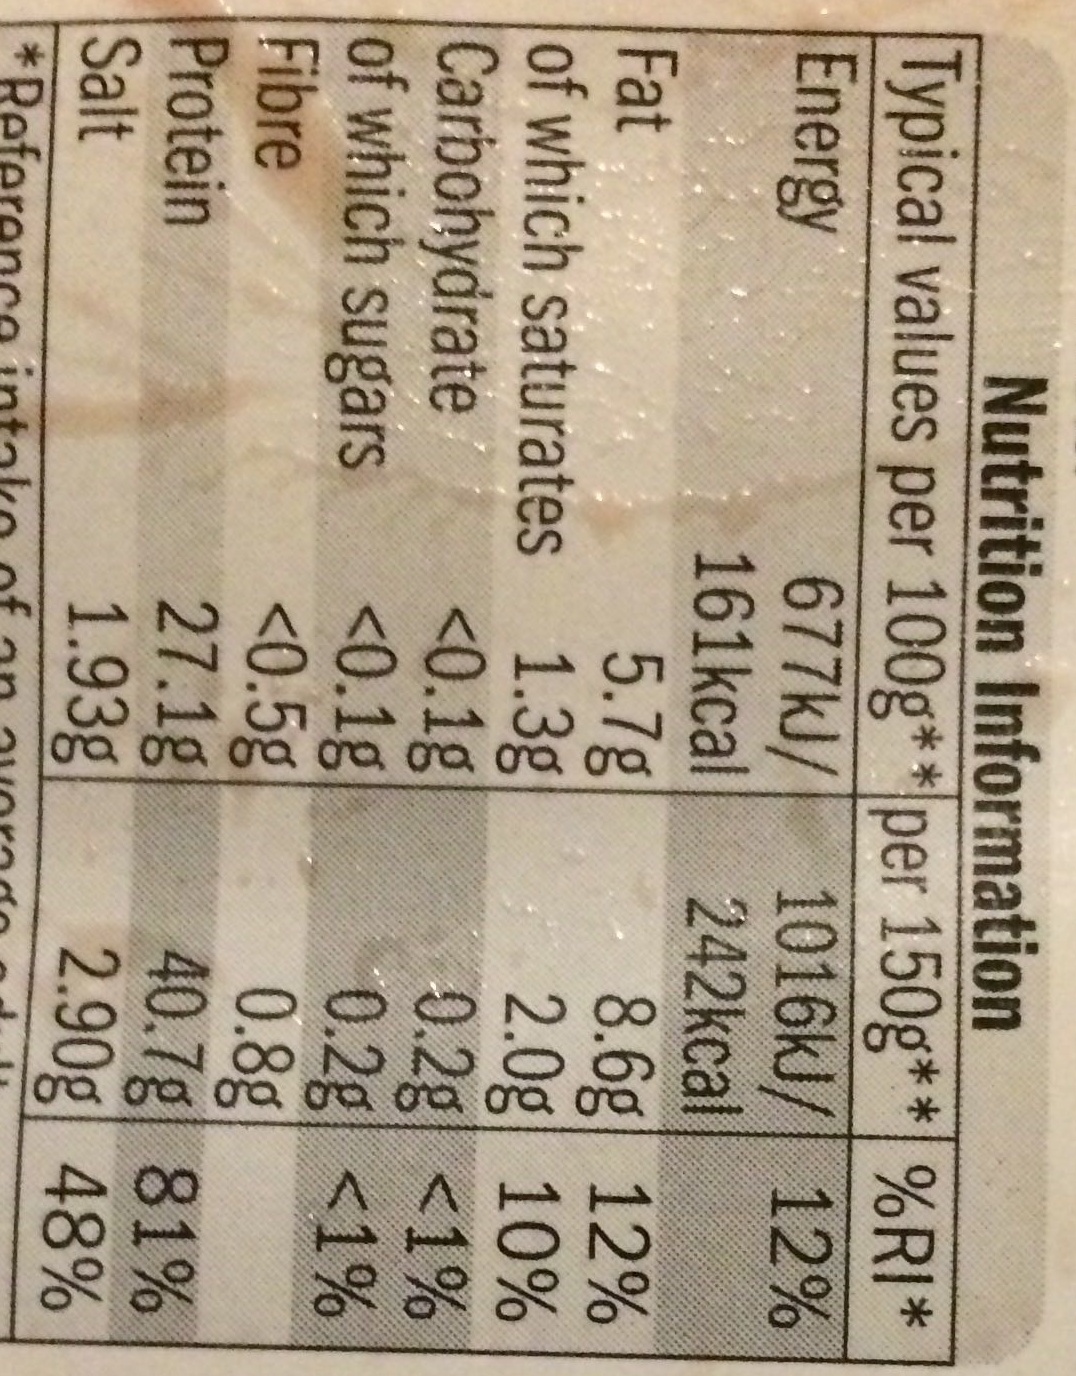 Nutrition Information
Typical values per 100g** per 150g** %RI*
Energy 677kJ/ 1016kJ/ 12%
161kcal 242kcal
Fat 5.7g 8.6g 12%
of which saturates 1.3g 2.0g 10%
Carbohydrate <0.1g 0.2g <1%
of which sugars <0.1g 0.2g <1%
Fibre <0.5g 0.8g
Protein 27.1g 40.7g 81%
Salt 1.93g 2.90g 48%
*Reference intake of an average adult